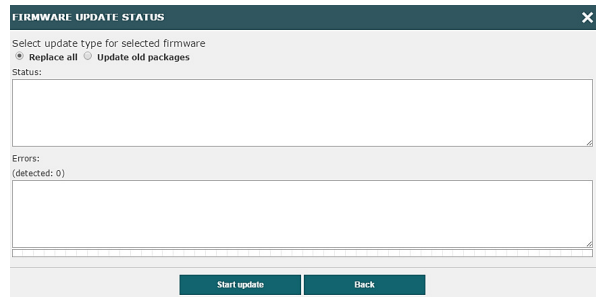 FIRMWARE UPDATE STATUS
Select update type for selected firmware
Replace all Update old packages
Status:
Errors:
(detected: 0)
Start update Back